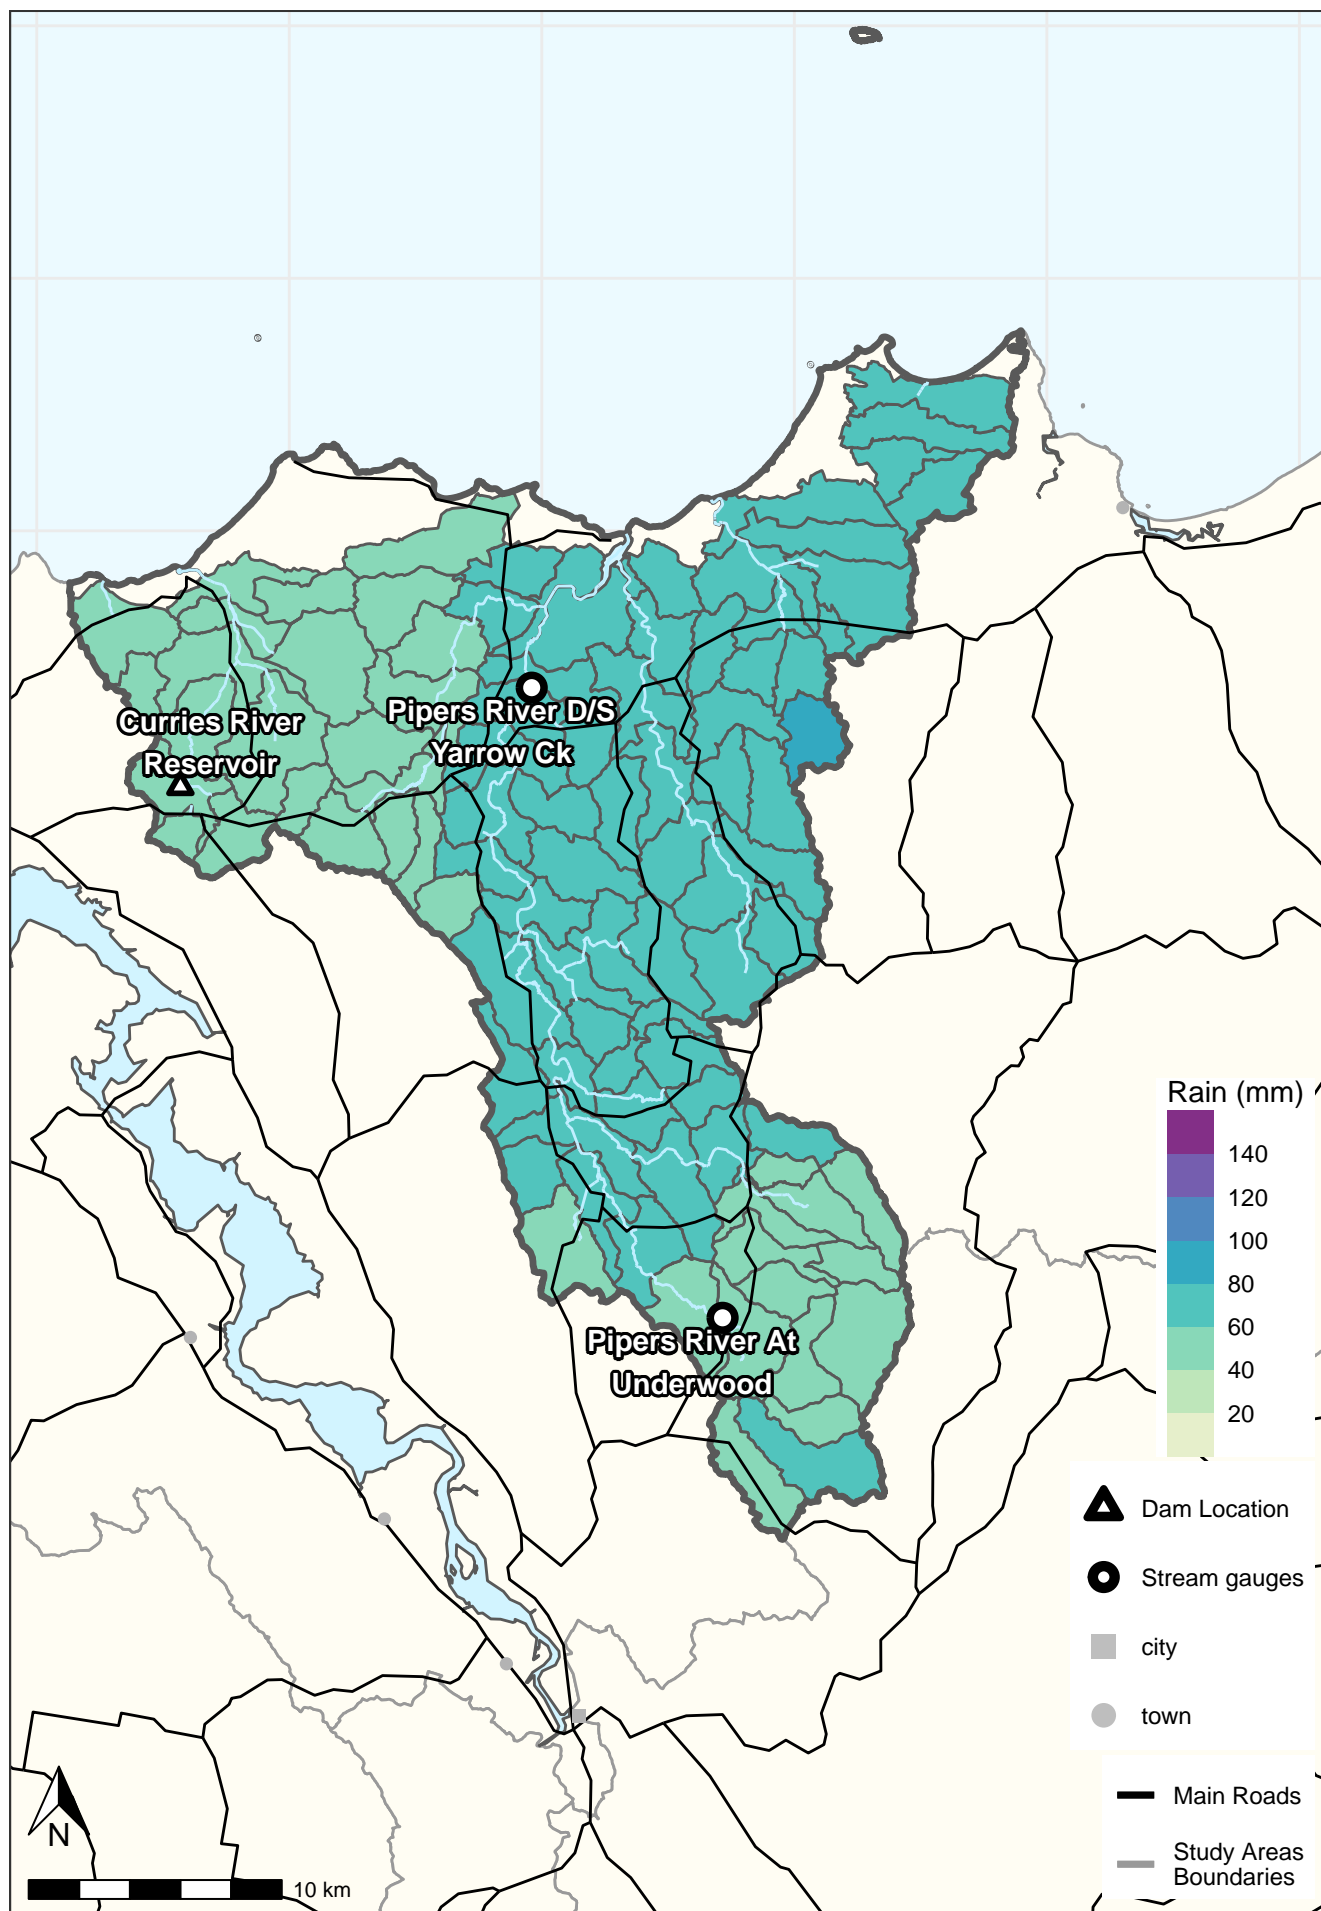 Pipers River D/S
Yarrow Ck
Curries River
Reservoir
Pipers River At
Underwood
Rain (mm)
140
120
100
80
60
40
20
Dam Location
Stream gauges
city
town
Main Roads
Study Areas
Boundaries
N
10 km